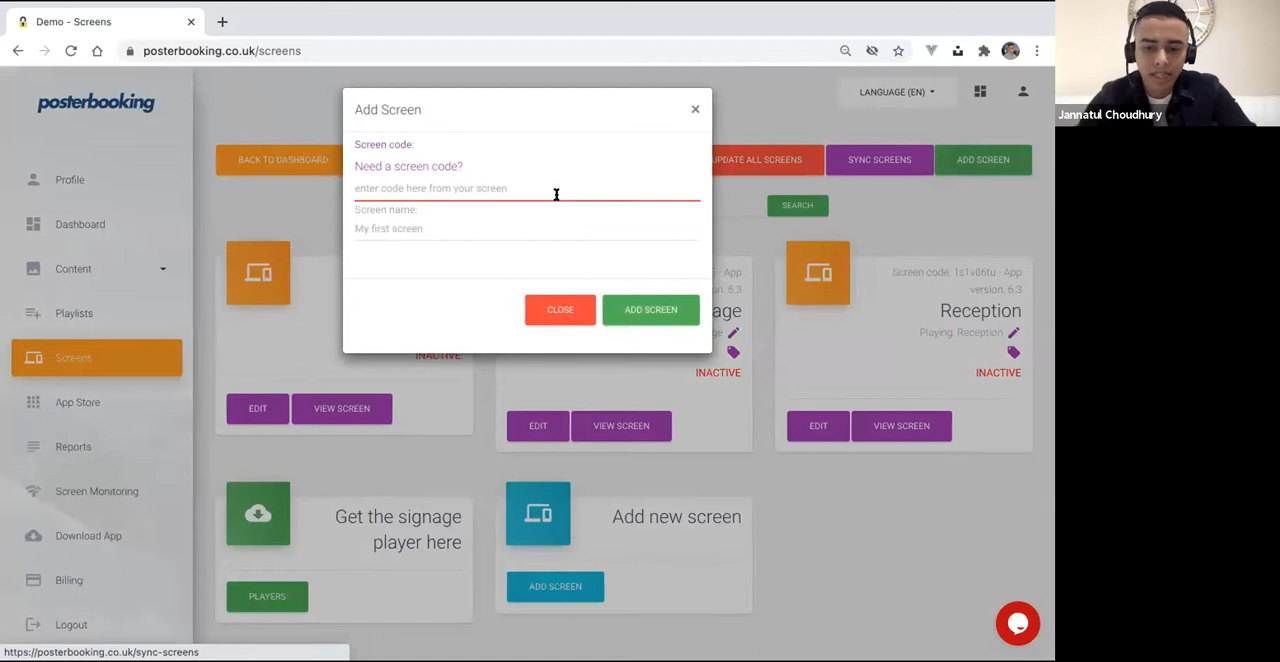 Demo - Screens
posterbooking.co.uk/screens
Jannatul Choudhury
posterbooking
LANGUAGE (EN)
Add Screen
Screen code:
Need a screen code?
enter code here from your screen
Screen name:
My first screen
CLOSE
ADD SCREEN
BACK TO DASHBOARD
UPDATE ALL SCREENS
SYNC SCREENS
ADD SCREEN
SEARCH
Profile
Dashboard
Content
Playlists
Screens
App Store
Reports
Screen Monitoring
Download App
Billing
Logout
INACTIVE
EDIT
VIEW SCREEN
INACTIVE
EDIT
VIEW SCREEN
Screen code: 1s1v86tu - App
version: 6.3
Reception
Playing: Reception
INACTIVE
EDIT
VIEW SCREEN
Get the signage
player here
PLAYERS
Add new screen
ADD SCREEN
https://posterbooking.co.uk/sync-screens